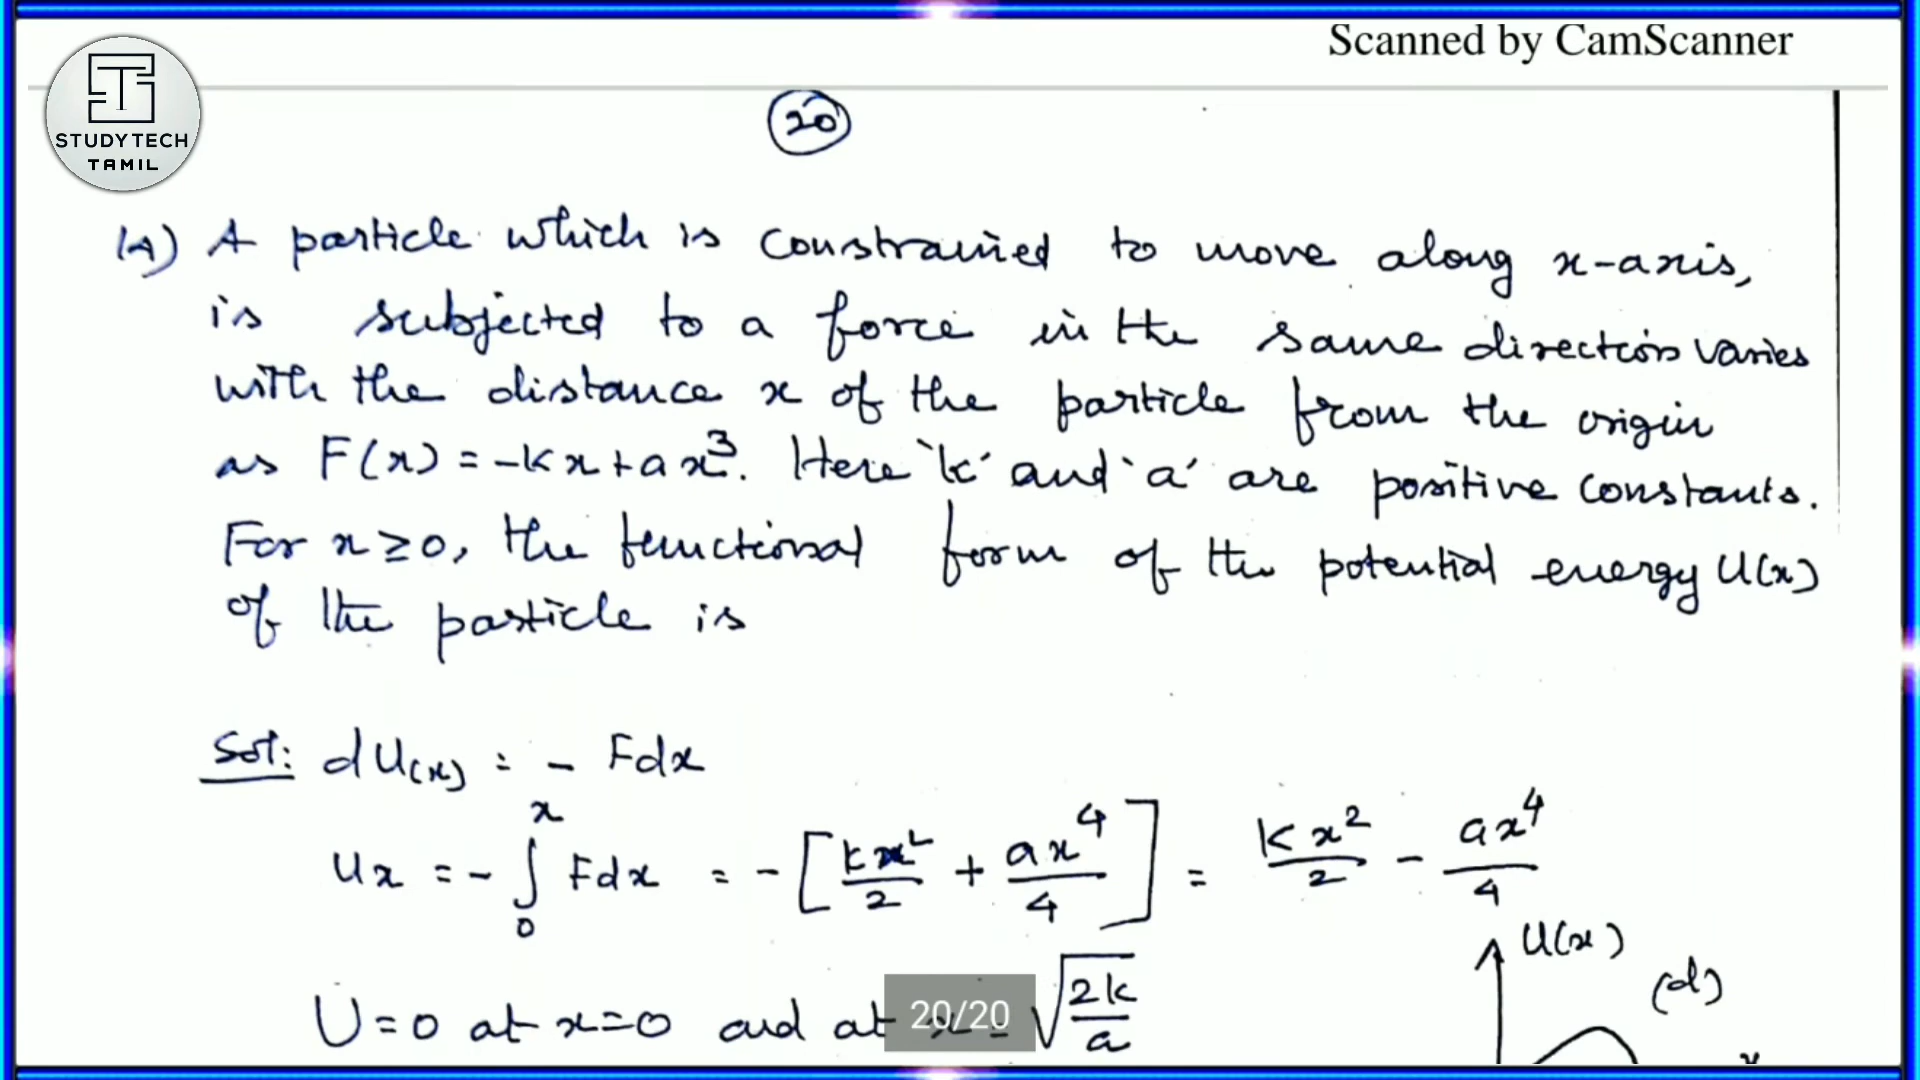 Scanned by CamScanner
STUDYTECH
TAMIL
20
14) A particle which is constrained to move along x-axis,
is subjected to a force in the same direction varies
with the distance x of the particle from the origin
as F(x) = -kx+ax³. Here 'k' and 'a' are positive constants.
For x ≥ 0, the functional form of the potential energy U(x)
of the particle is
Sol: dU(x) = - Fdx
Ux = - ∫₀ˣ Fdx = - [kx²/2 + ax⁴/4] = kx²/2 - ax⁴/4
U(x)
(d)
U=0 at x=0 and at x = √(2k/a)
20/20
x